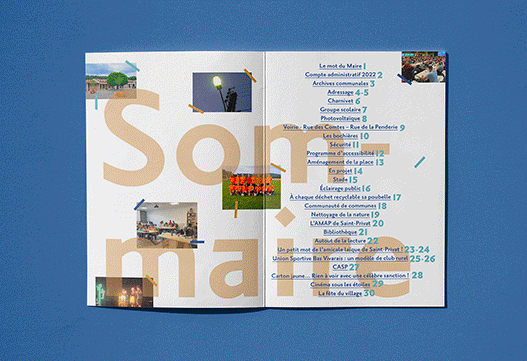 Som-
maire
Le mot du Maire 1
Compte administratif 2022 2
Archives communales 3
Adressage 4-5
Charnivet 6
Groupe scolaire 7
Photovoltaïque 8
Voirie - Rue des Comtes - Rue de la Penderie 9
Les bochières 10
Sécurité 11
Programme d'accessibilité 12
Aménagement de la place 13
En projet 14
Stade 15
Éclairage public 16
À chaque déchet recyclable sa poubelle 17
Communauté de communes 18
Nettoyage de la nature 19
L'AMAP de Saint-Privat 20
Bibliothèque 21
Autour de la lecture 22
Un petit mot de l'amicale laïque de Saint-Privat ! 23-24
Union Sportive Bas Vivarais : un modèle de club rural 25-26
CASP 27
Carton jaune... Rien à voir avec une célèbre sanction ! 28
Cinéma sous les étoiles 29
La fête du village 30